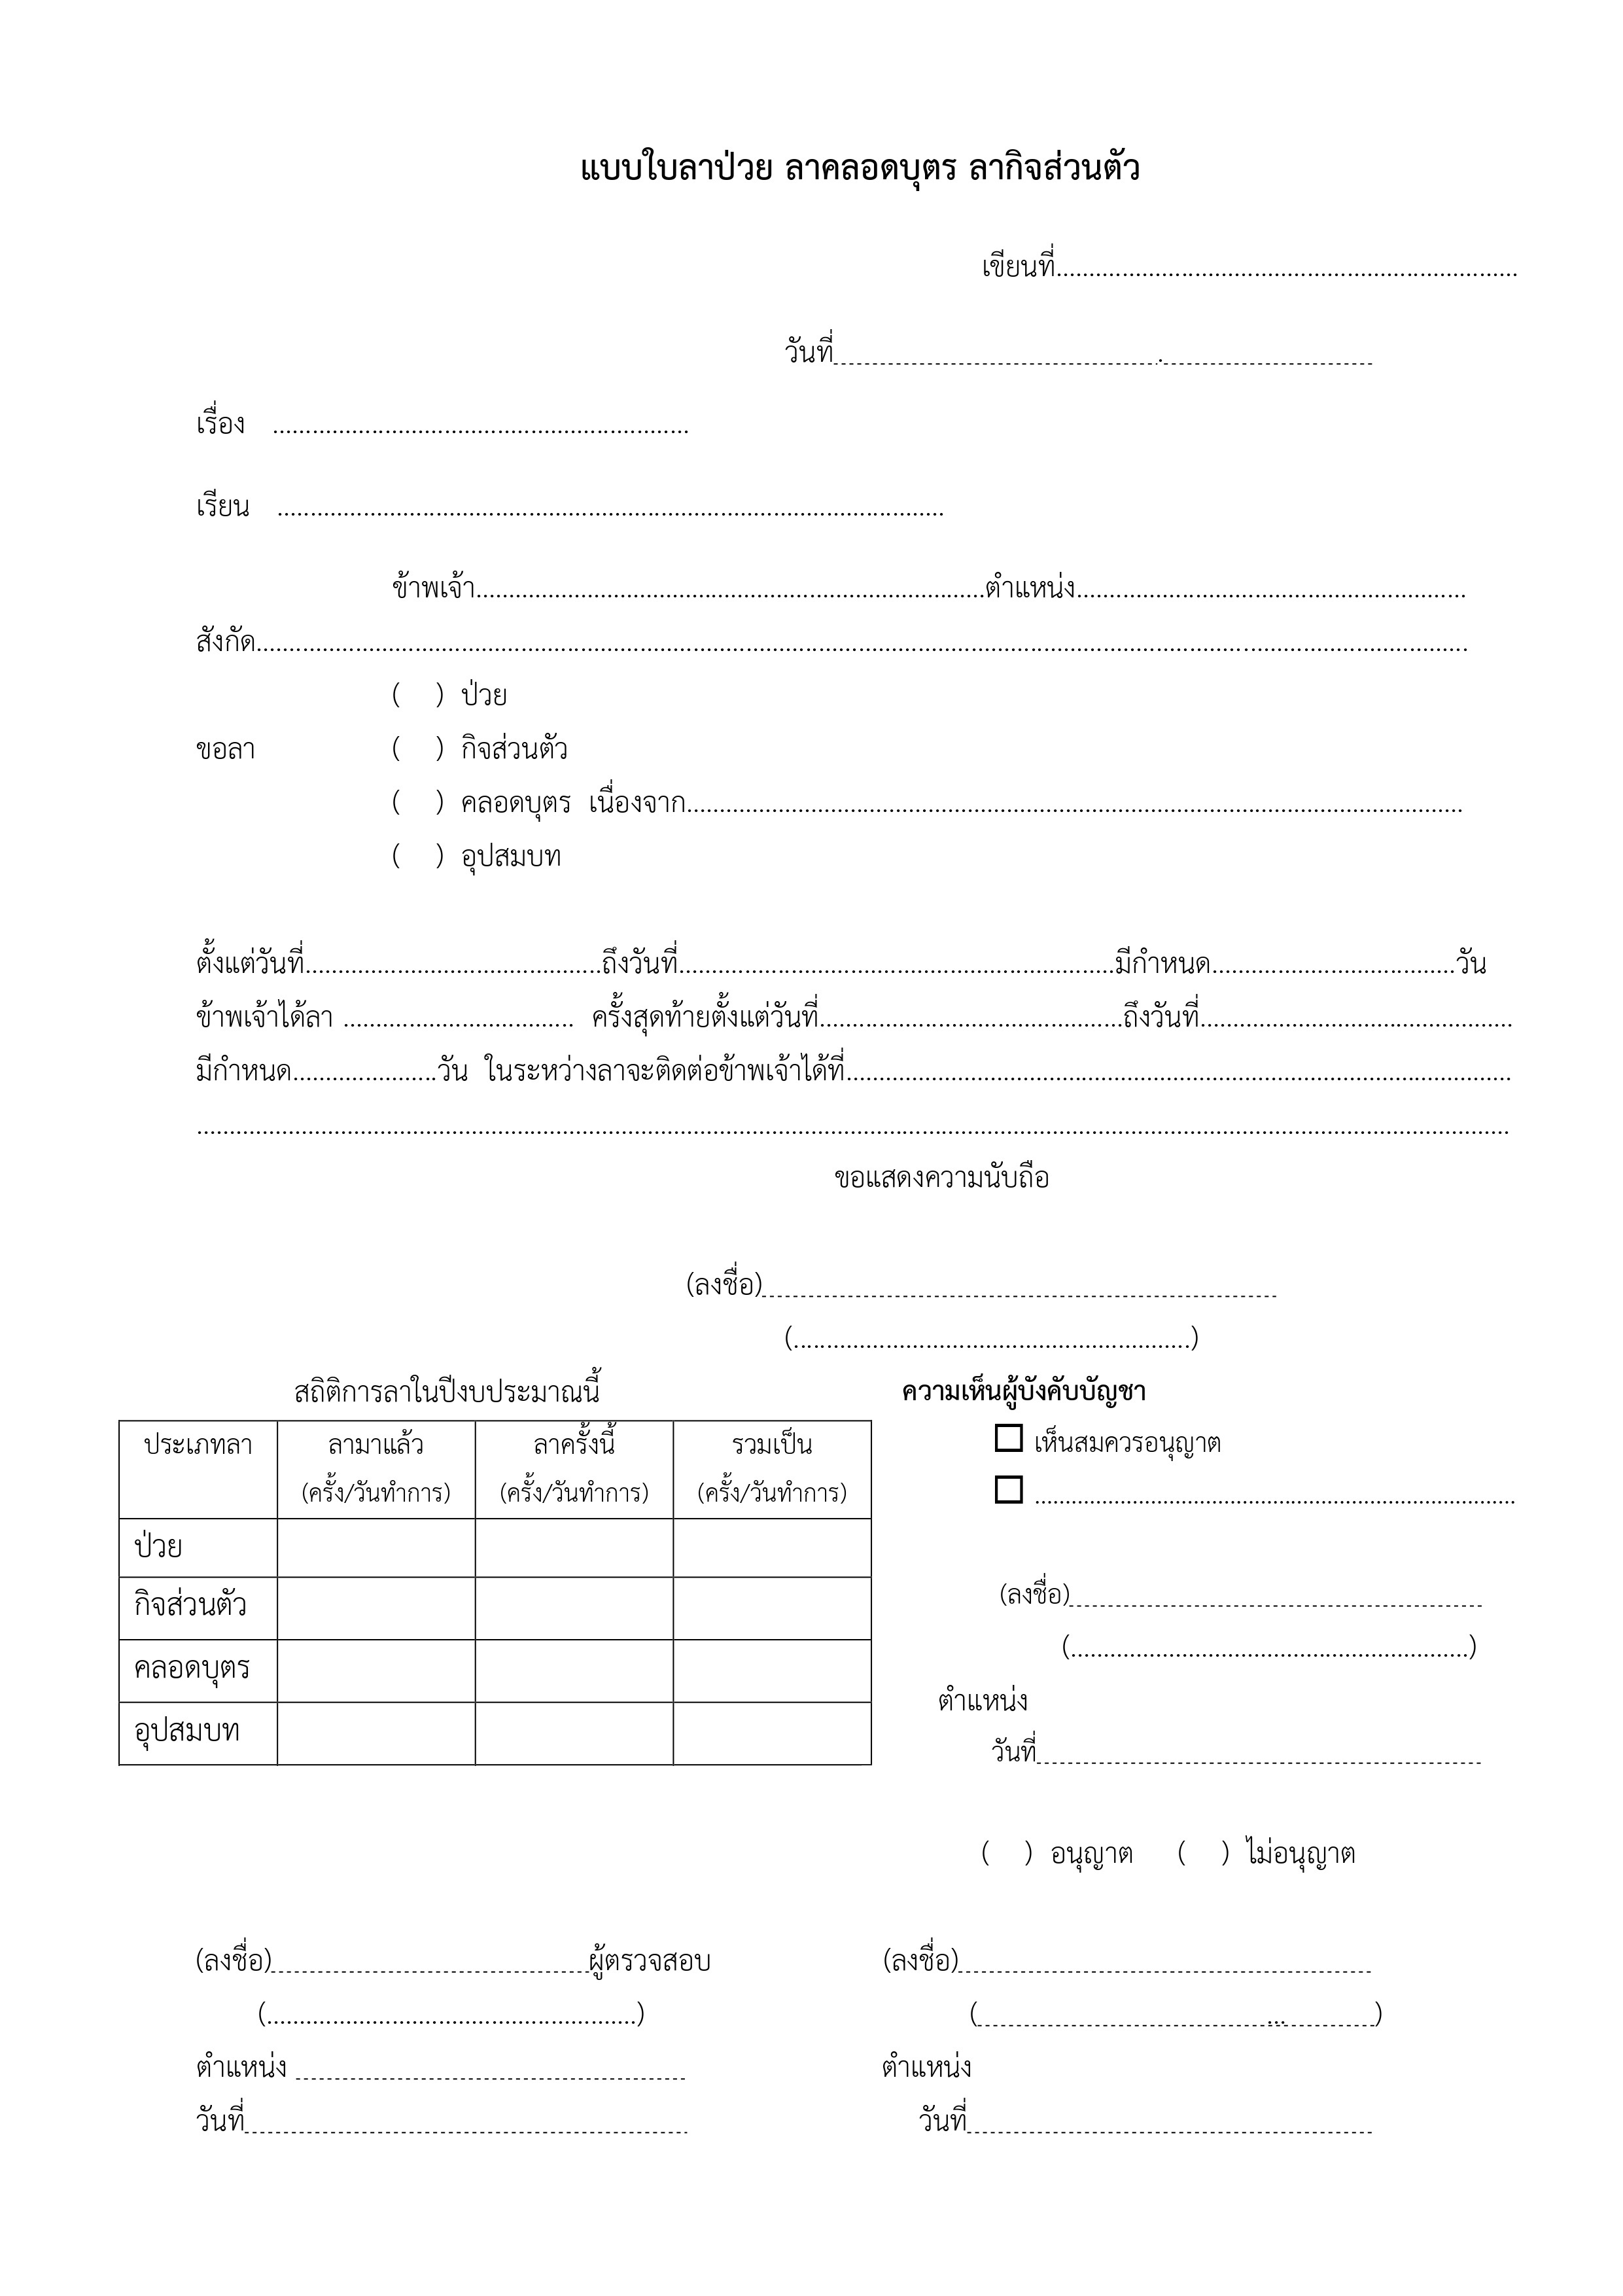 แบบใบลาป่วย ลาคลอดบุตร ลากิจส่วนตัว
เขียนที่......................................................................
วันที่..................................................................................
เรื่อง ...............................................................
เรียน .....................................................................................................
ข้าพเจ้า.............................................................................ตำแหน่ง...........................................................
สังกัด........................................................................................................................................................................................
( ) ป่วย
ขอลา ( ) กิจส่วนตัว
( ) คลอดบุตร เนื่องจาก......................................................................................................................
( ) อุปสมบท
ตั้งแต่วันที่.............................................ถึงวันที่..................................................................มีกำหนด.....................................วัน
ข้าพเจ้าได้ลา ................................... ครั้งสุดท้ายตั้งแต่วันที่..............................................ถึงวันที่...............................................
มีกำหนด......................วัน ในระหว่างลาจะติดต่อข้าพเจ้าได้ที่.....................................................................................................
.......................................................................................................................................................................................................
ขอแสดงความนับถือ
(ลงชื่อ)..............................................................................
(............................................................)
สถิติการลาในปีงบประมาณนี้ ความเห็นผู้บังคับบัญชา
ประเภทลา ลามาแล้ว ลาครั้งนี้ รวมเป็น
(ครั้ง/วันทำการ) (ครั้ง/วันทำการ) (ครั้ง/วันทำการ)
ป่วย
กิจส่วนตัว
คลอดบุตร
อุปสมบท
☐ เห็นสมควรอนุญาต
☐ .........................................................................
(ลงชื่อ)..............................................................
(............................................................)
ตำแหน่ง
วันที่...................................................................
( ) อนุญาต ( ) ไม่อนุญาต
(ลงชื่อ)................................................ผู้ตรวจสอบ (ลงชื่อ)..............................................................
(........................................................) (............................................................)
ตำแหน่ง ........................................................... ตำแหน่ง
วันที่................................................................... วันที่.............................................................